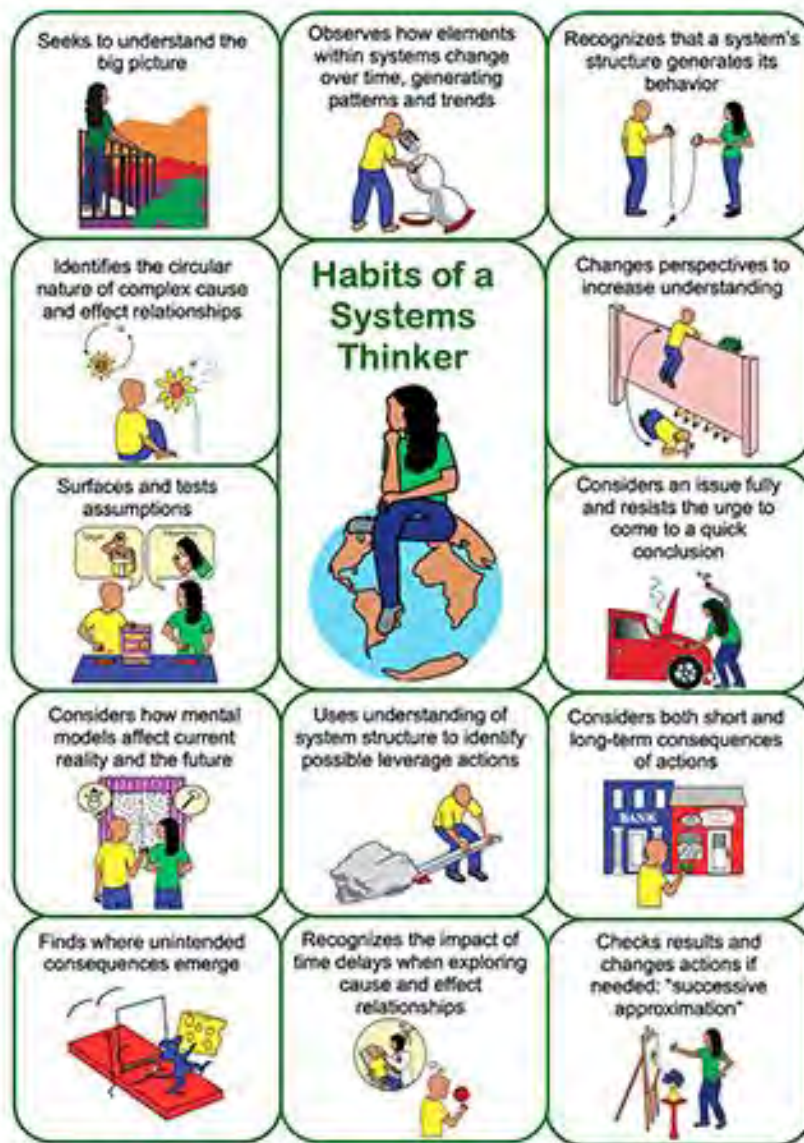 Seeks to understand the
big picture
Observes how elements
within systems change
over time, generating
patterns and trends
Recognizes that a system's
structure generates its
behavior
Identifies the circular
nature of complex cause
and effect relationships
Habits of a
Systems
Thinker
Changes perspectives to
increase understanding
Surfaces and tests
assumptions
Considers an issue fully
and resists the urge to
come to a quick
conclusion
Considers how mental
models affect current
reality and the future
Uses understanding of
system structure to identify
possible leverage actions
Considers both short and
long-term consequences
of actions
BANK
Finds where unintended
consequences emerge
Recognizes the impact of
time delays when exploring
cause and effect
relationships
Checks results and
changes actions if
needed: "successive
approximation"